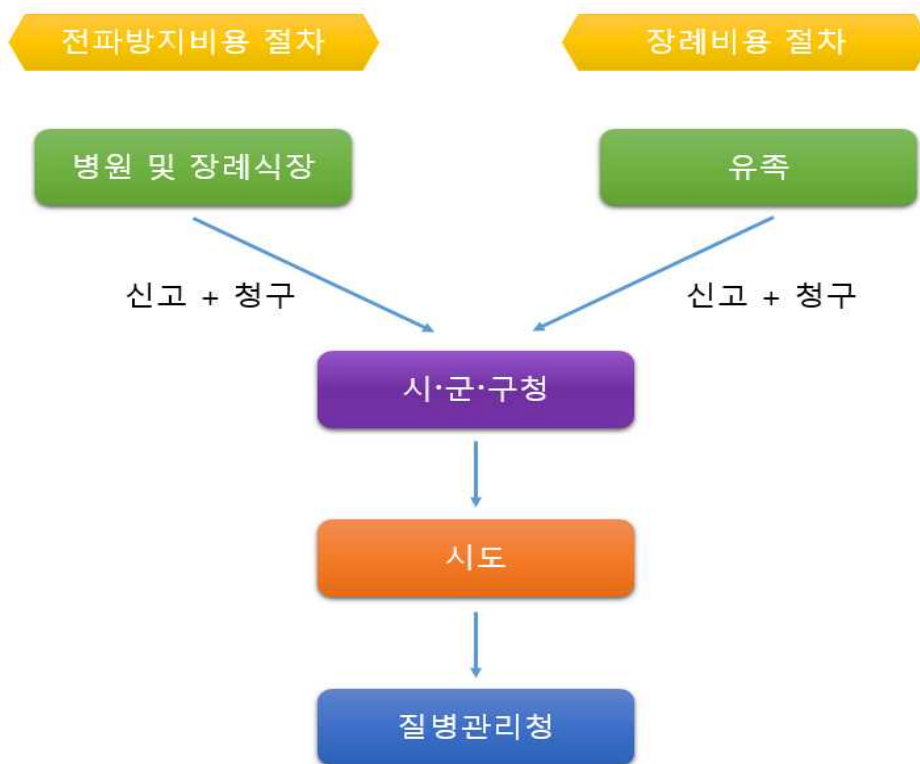 전파방지비용 절차
장례비용 절차
병원 및 장례식장
유족
신고 + 청구
신고 + 청구
시·군·구청
시도
질병관리청